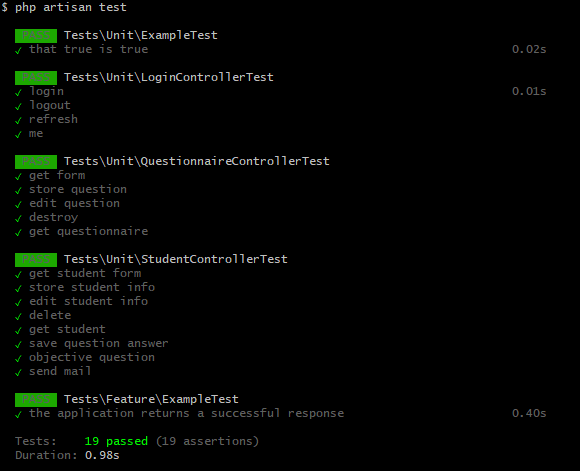 $ php artisan test
PASS Tests\Unit\ExampleTest
✓ that true is true 0.02s
PASS Tests\Unit\LoginControllerTest
✓ login 0.01s
✓ logout
✓ refresh
✓ me
PASS Tests\Unit\QuestionnaireControllerTest
✓ get form
✓ store question
✓ edit question
✓ destroy
✓ get questionnaire
PASS Tests\Unit\StudentControllerTest
✓ get student form
✓ store student info
✓ edit student info
✓ delete
✓ get student
✓ save question answer
✓ objective question
✓ send mail
PASS Tests\Feature\ExampleTest
✓ the application returns a successful response 0.40s
Tests: 19 passed (19 assertions)
Duration: 0.98s